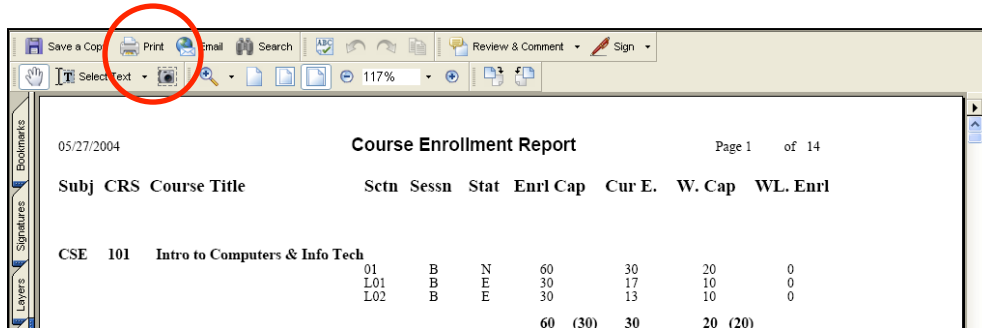 Save a Copy Print Email Search Review & Comment Sign
Select Text 117%
Bookmarks
Signatures
Layers
05/27/2004 Course Enrollment Report Page 1 of 14
Subj CRS Course Title Sctn Sessn Stat Enrl Cap Cur E. W. Cap WL. Enrl
CSE 101 Intro to Computers & Info Tech
01 B N 60 30 20 0
L01 B E 30 17 10 0
L02 B E 30 13 10 0
60 (30) 30 20 (20)